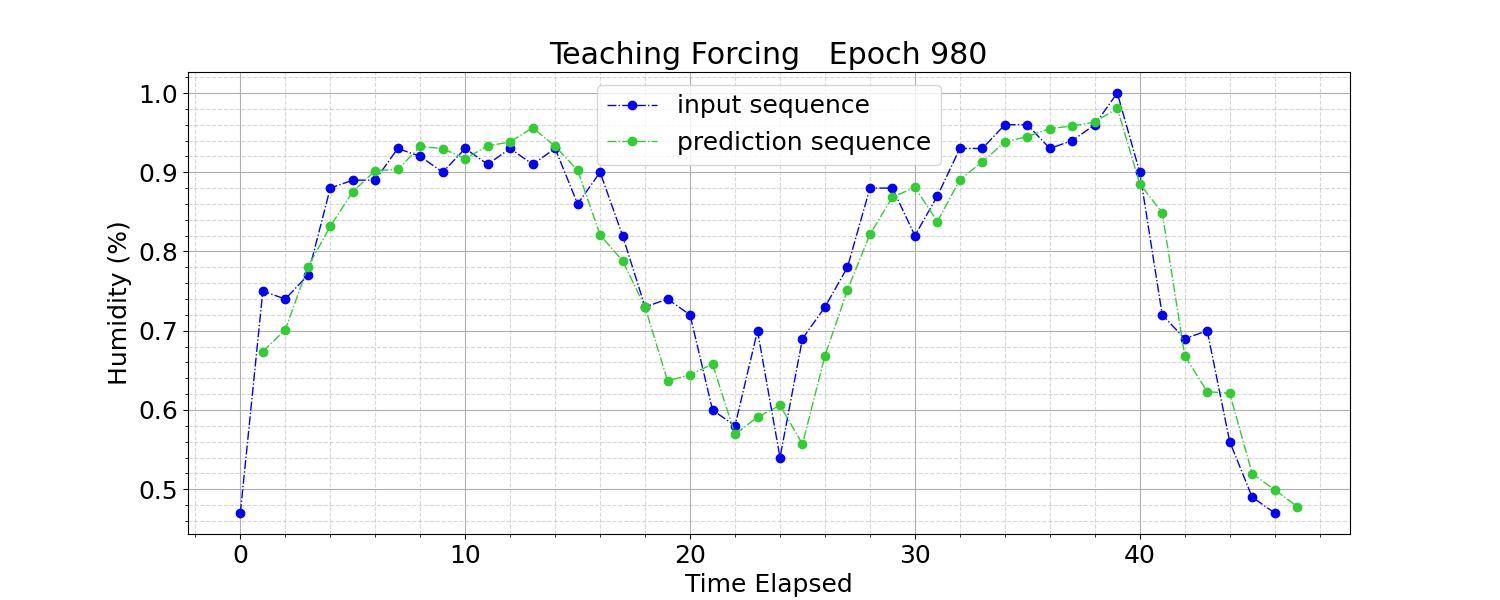 Teaching Forcing   Epoch 980
input sequence
prediction sequence
Humidity (%)
1.0
0.9
0.8
0.7
0.6
0.5
0 10 20 30 40
Time Elapsed